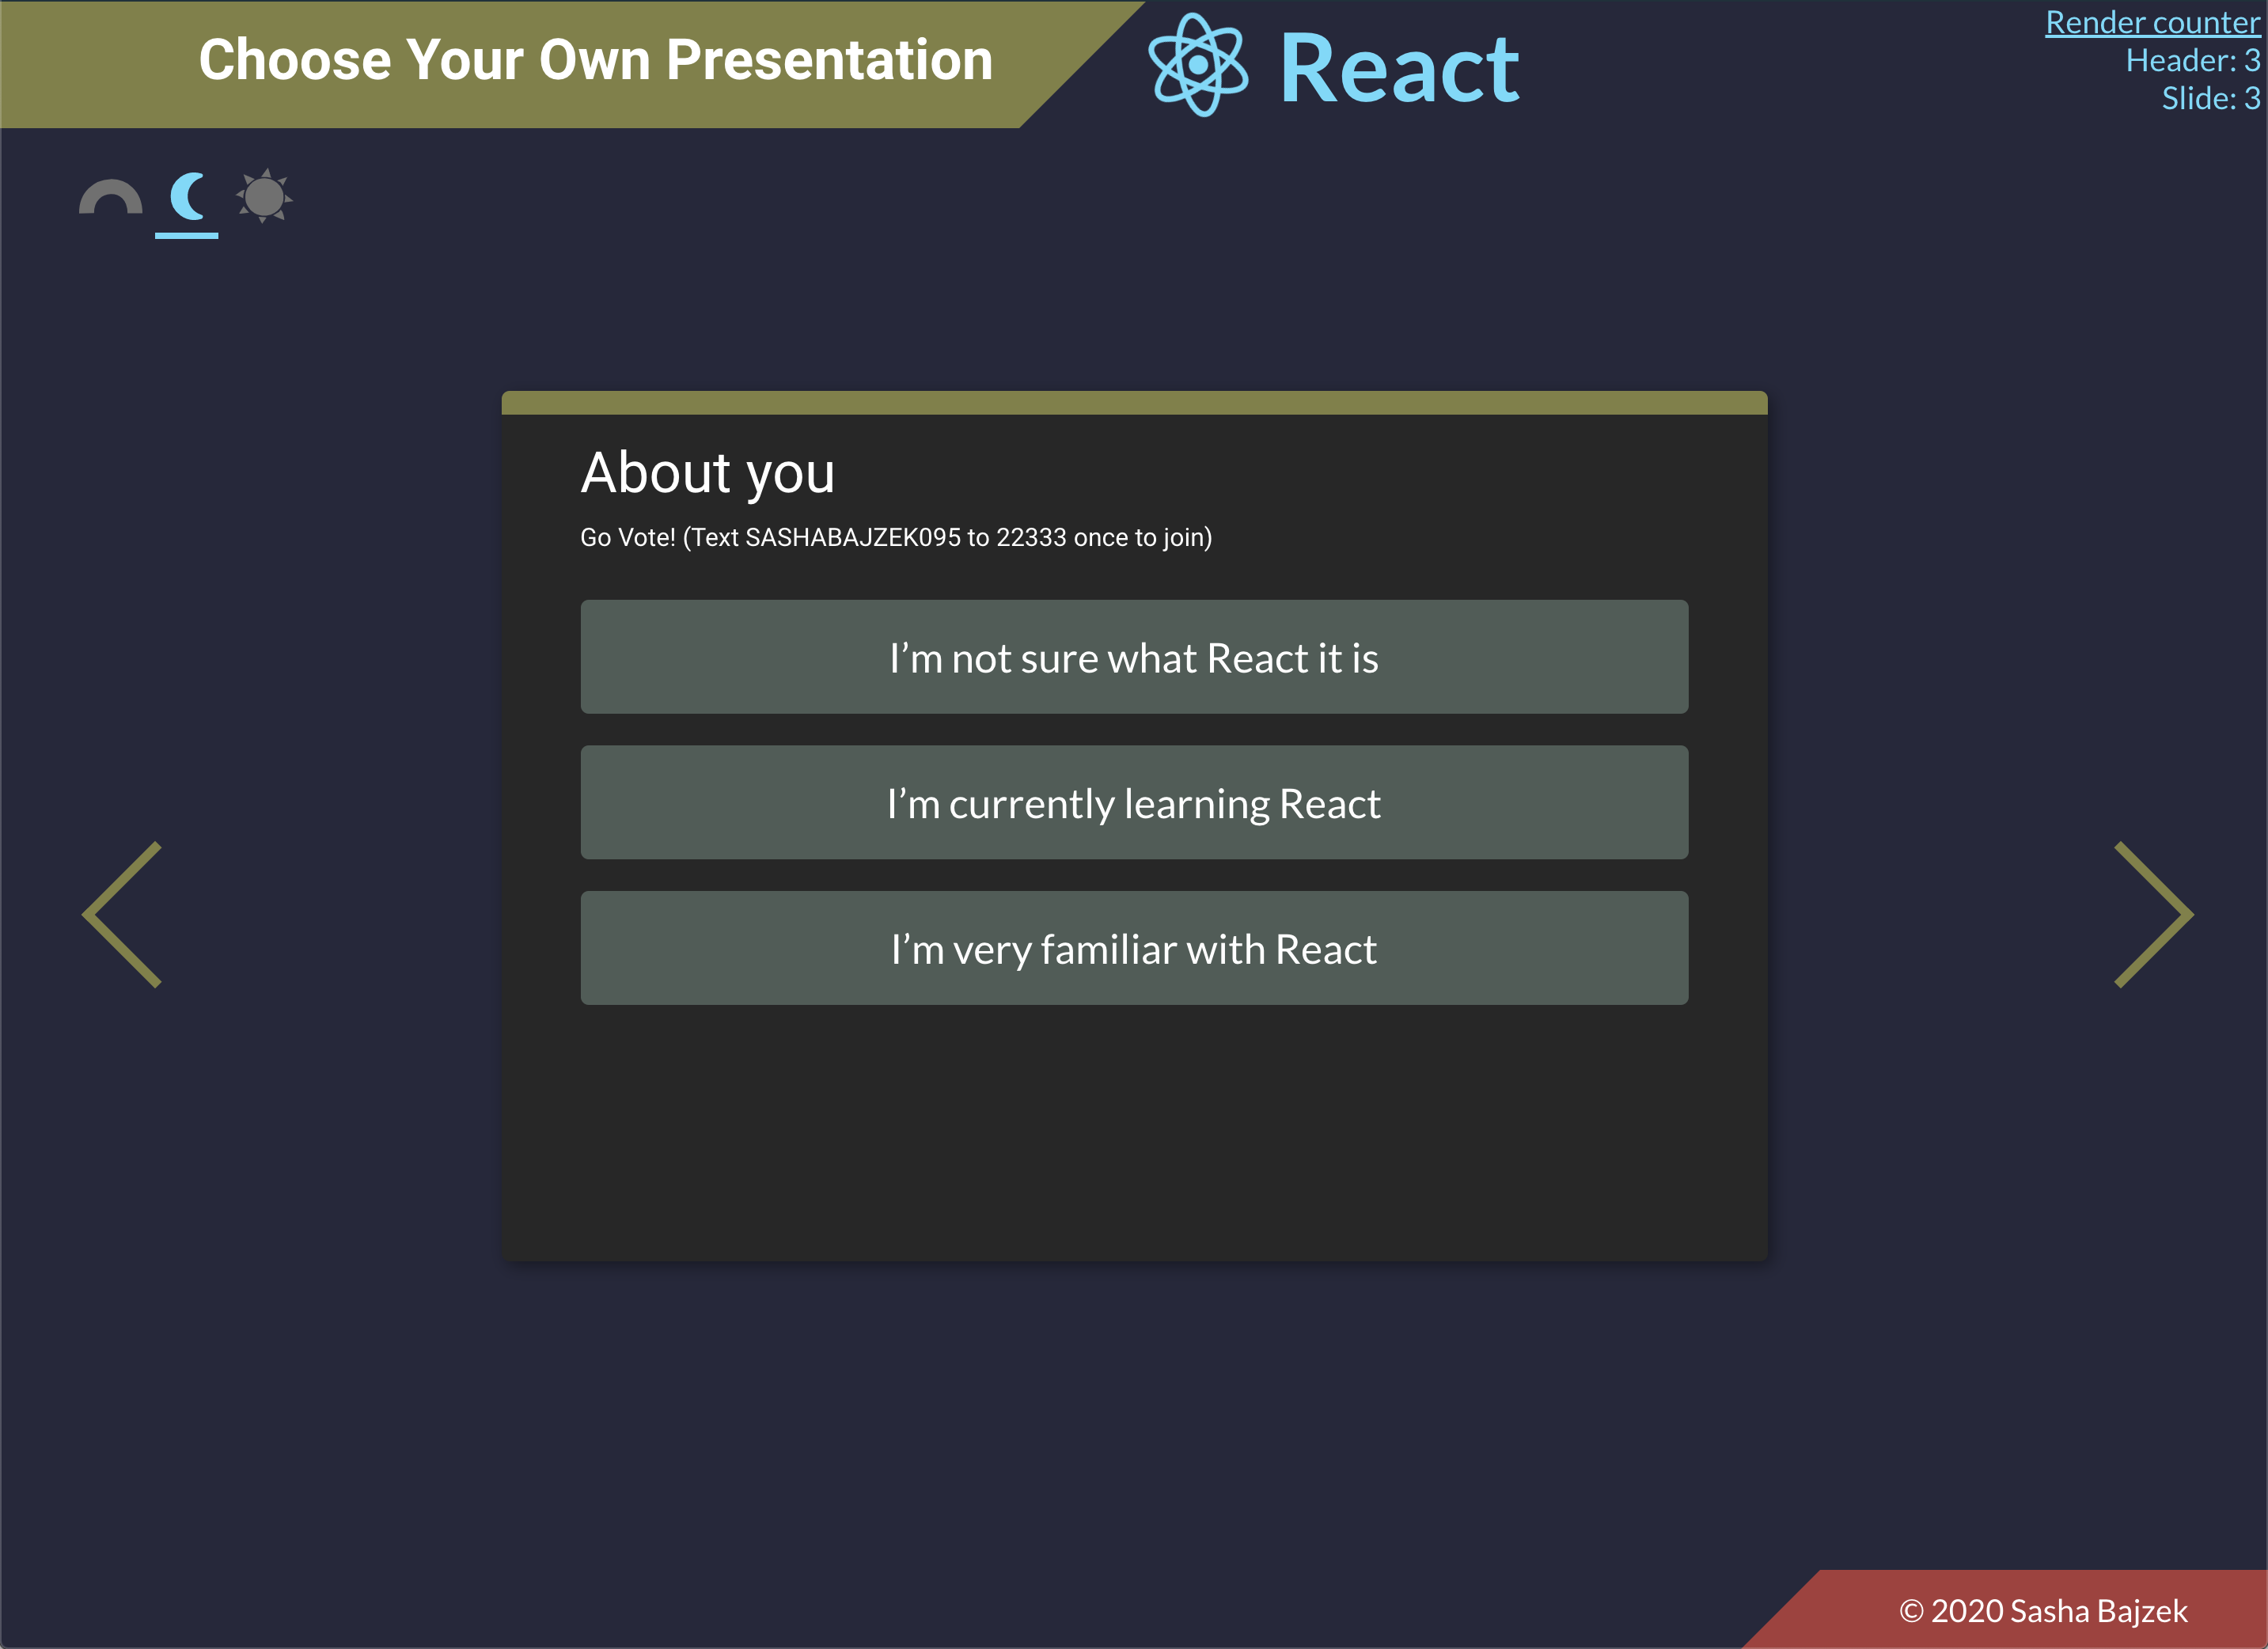 Choose Your Own Presentation
React
Render counter
Header: 3
Slide: 3
About you
Go Vote! (Text SASHABAJZEK095 to 22333 once to join)
I’m not sure what React it is
I’m currently learning React
I’m very familiar with React
© 2020 Sasha Bajzek